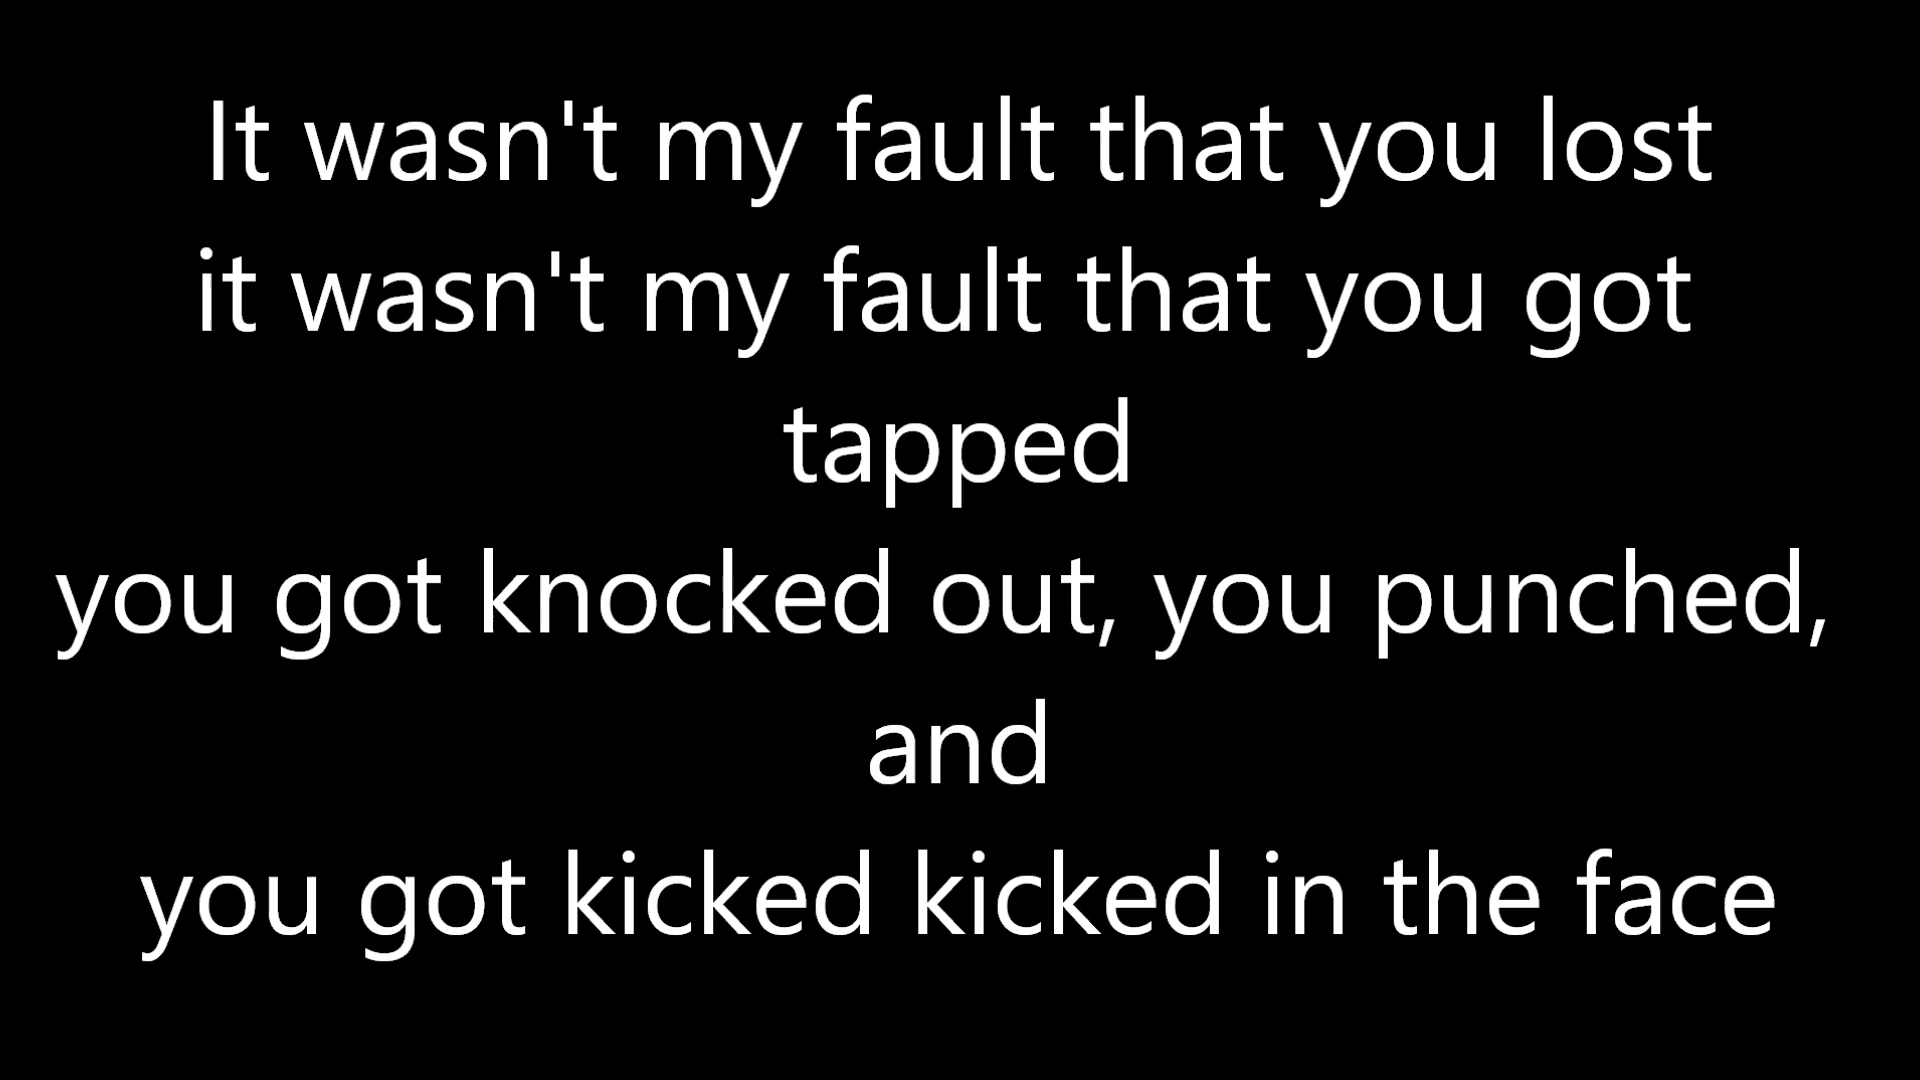 It wasn't my fault that you lost
it wasn't my fault that you got
tapped
you got knocked out, you punched,
and
you got kicked kicked in the face